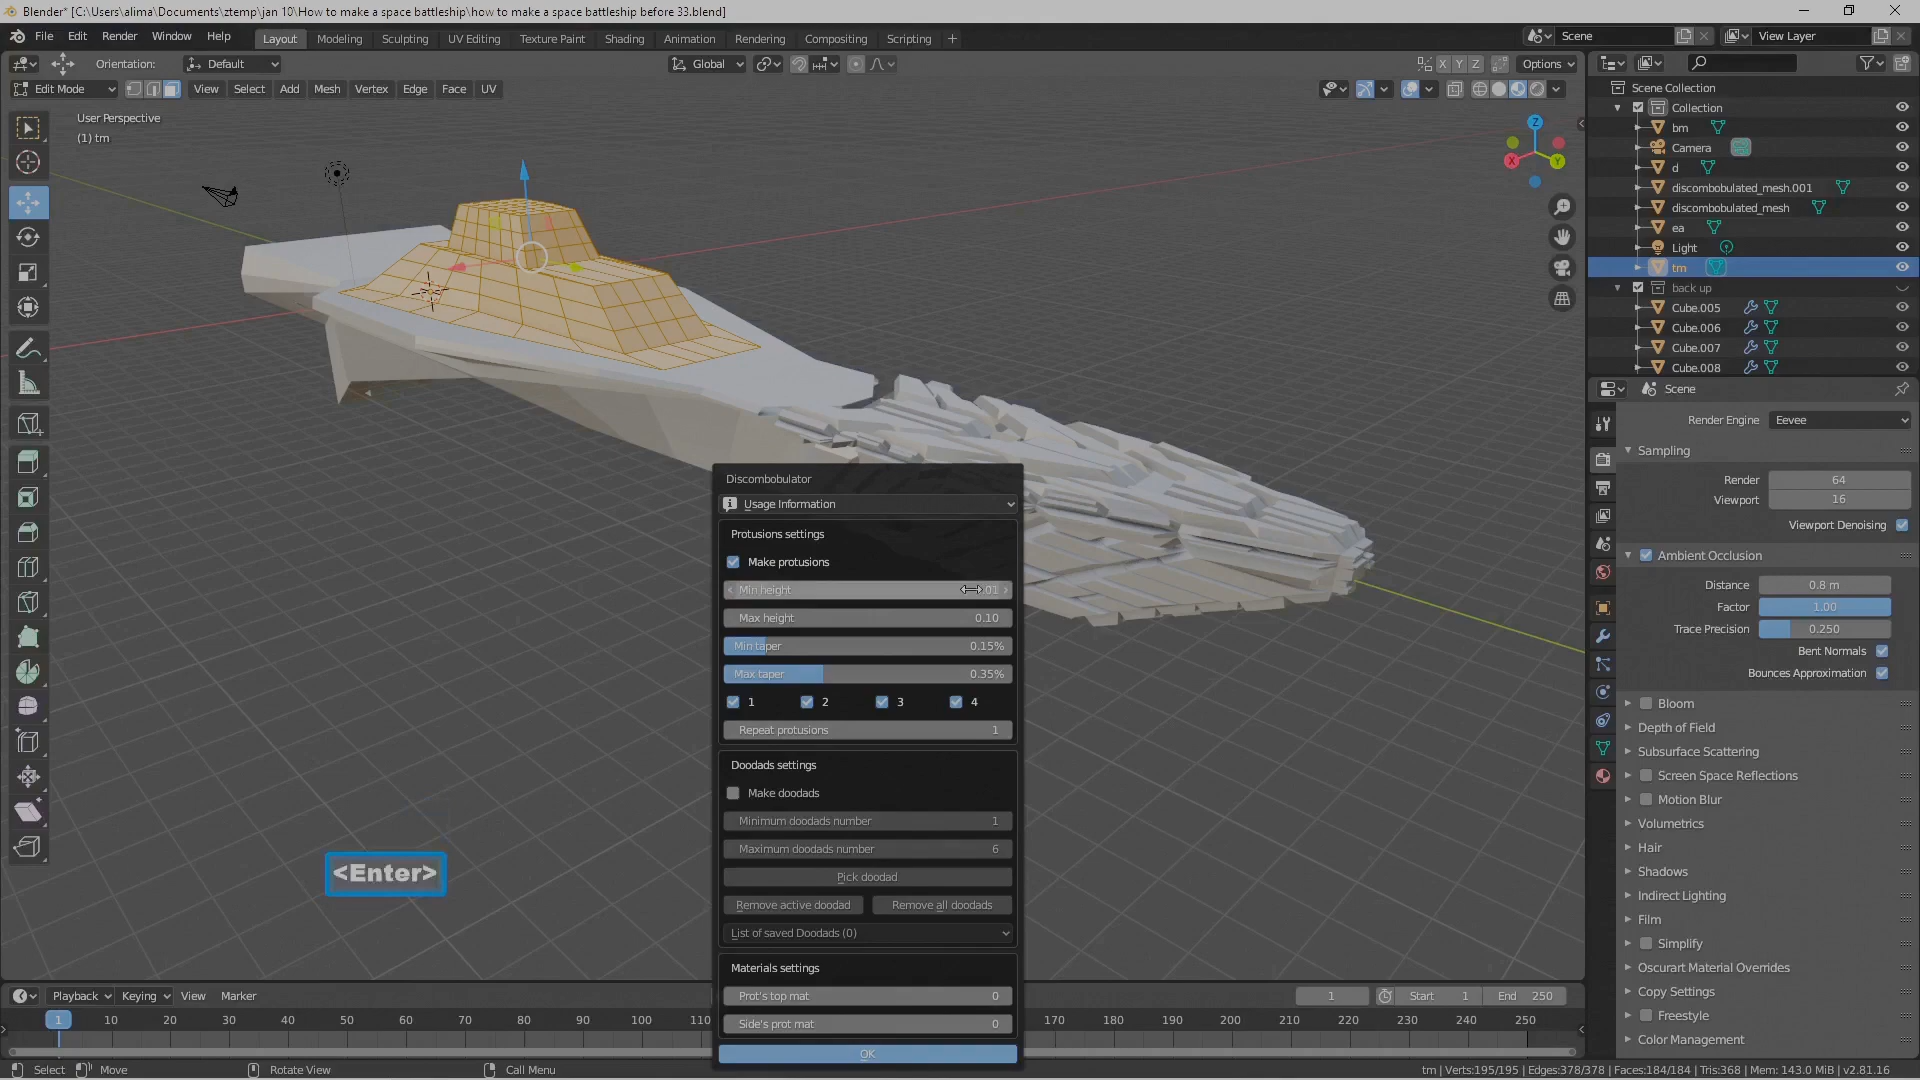 Blender* [C:\Users\alima\Documents\ztemp\jan 10\How to make a space battleship\how to make a space battleship before 33.blend]
File Edit Render Window Help Layout Modeling Sculpting UV Editing Texture Paint Shading Animation Rendering Compositing Scripting + Scene View Layer
Orientation: Default Global X Y Z Options
Edit Mode View Select Add Mesh Vertex Edge Face UV
User Perspective
(1) tm
Z
X Y
Scene Collection
Collection
bm
Camera
d
discombobulated_mesh.001
discombobulated_mesh
ea
Light
tm
back up
Cube.005
Cube.006
Cube.007
Cube.008
Scene
Render Engine Eevee
Sampling
Render 64
Viewport 16
Viewport Denoising
Ambient Occlusion
Distance 0.8 m
Factor 1.00
Trace Precision 0.250
Bent Normals
Bounces Approximation
Bloom
Depth of Field
Subsurface Scattering
Screen Space Reflections
Motion Blur
Volumetrics
Hair
Shadows
Indirect Lighting
Film
Simplify
Oscurart Material Overrides
Copy Settings
Freestyle
Color Management
Discombobulator
Usage Information
Protusions settings
Make protusions
Min height 01
Max height 0.10
Min taper 0.15%
Max taper 0.35%
1 2 3 4
Repeat protusions 1
Doodads settings
Make doodads
Minimum doodads number 1
Maximum doodads number 6
Pick doodad
Remove active doodad Remove all doodads
List of saved Doodads (0)
Materials settings
Prot's top mat 0
Side's prot mat 0
OK
<Enter>
Playback Keying View Marker 1 Start 1 End 250
1 10 20 30 40 50 60 70 80 90 100 170 180 190 200 210 220 230 240 250
Select Move Rotate View Call Menu tm | Verts:195/195 | Edges:378/378 | Faces:184/184 | Tris:368 | Mem: 143.0 MiB | v2.81.16